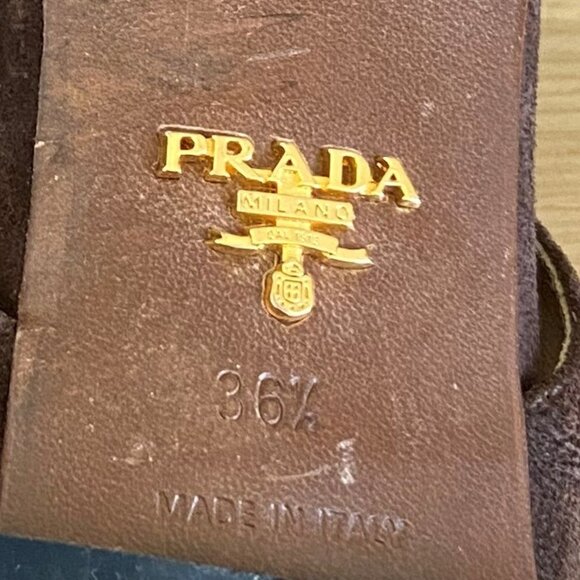 PRADA
MILANO
DAL 1913
36½
MADE IN ITALY